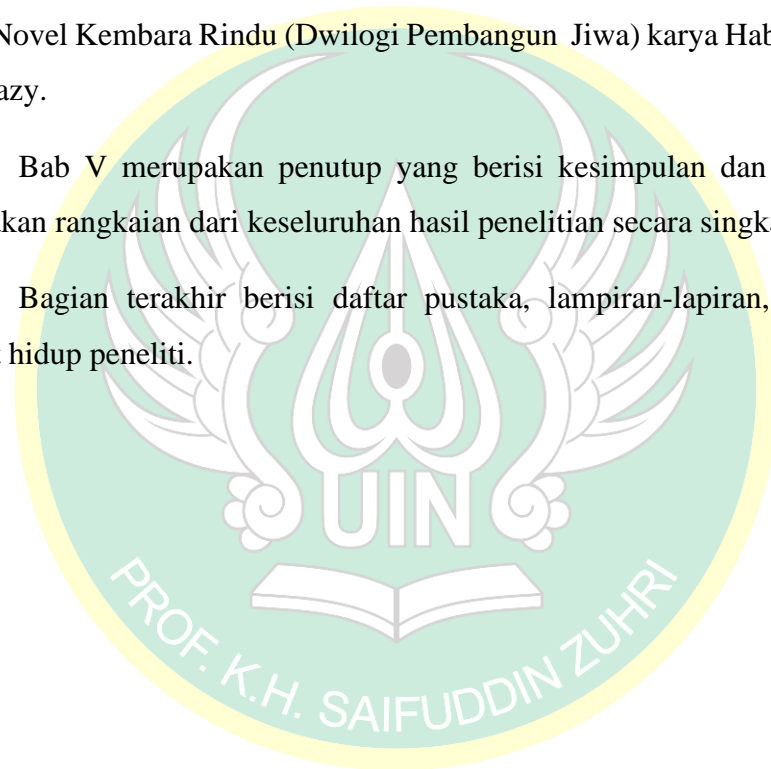 Novel Kembara Rindu (Dwilogi Pembangun Jiwa) karya Hab
azy.
Bab V merupakan penutup yang berisi kesimpulan dan
kan rangkaian dari keseluruhan hasil penelitian secara singka
Bagian terakhir berisi daftar pustaka, lampiran-lapiran,
hidup peneliti.
UIN
PROF. K.H. SAIFUDDIN ZUHRI